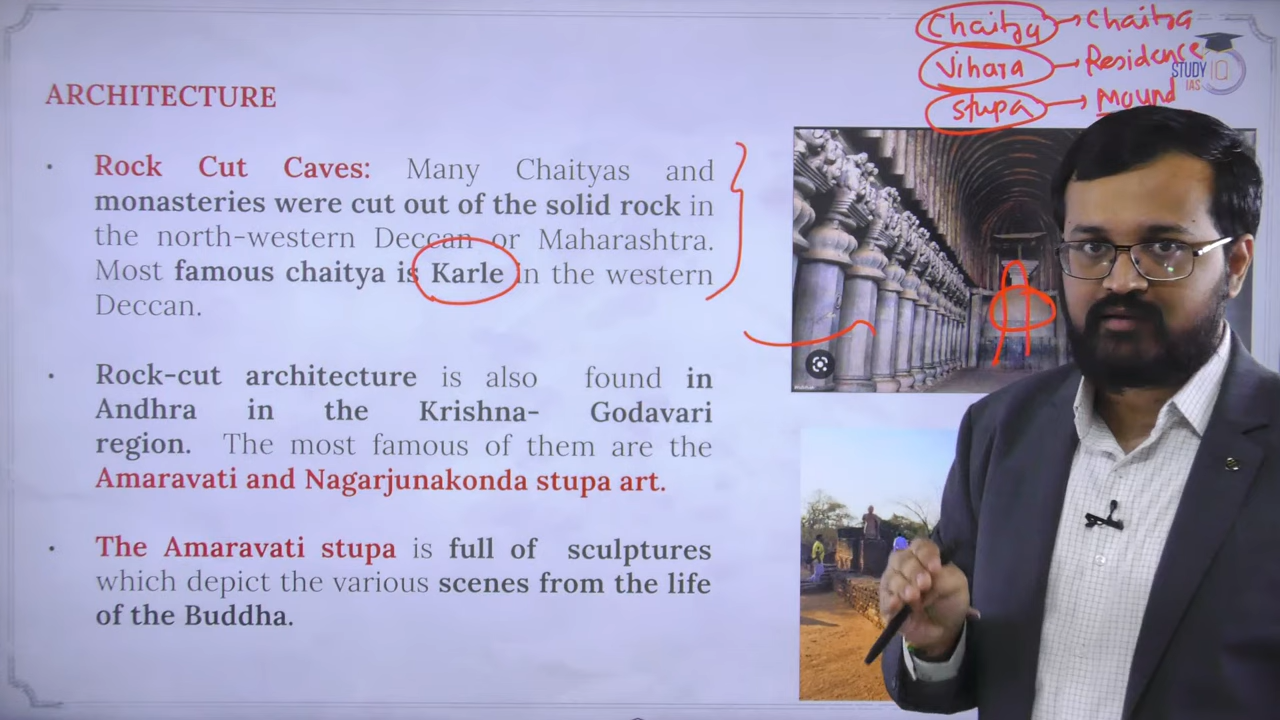 Chaitya → Chaitya
Vihara → Residence
Stupa → Mound
STUDY IQ
IAS
ARCHITECTURE
• Rock Cut Caves: Many Chaityas and
monasteries were cut out of the solid rock in
the north-western Deccan or Maharashtra.
Most famous chaitya is Karle in the western
Deccan.
• Rock-cut architecture is also found in
Andhra in the Krishna- Godavari
region. The most famous of them are the
Amaravati and Nagarjunakonda stupa art.
• The Amaravati stupa is full of sculptures
which depict the various scenes from the life
of the Buddha.